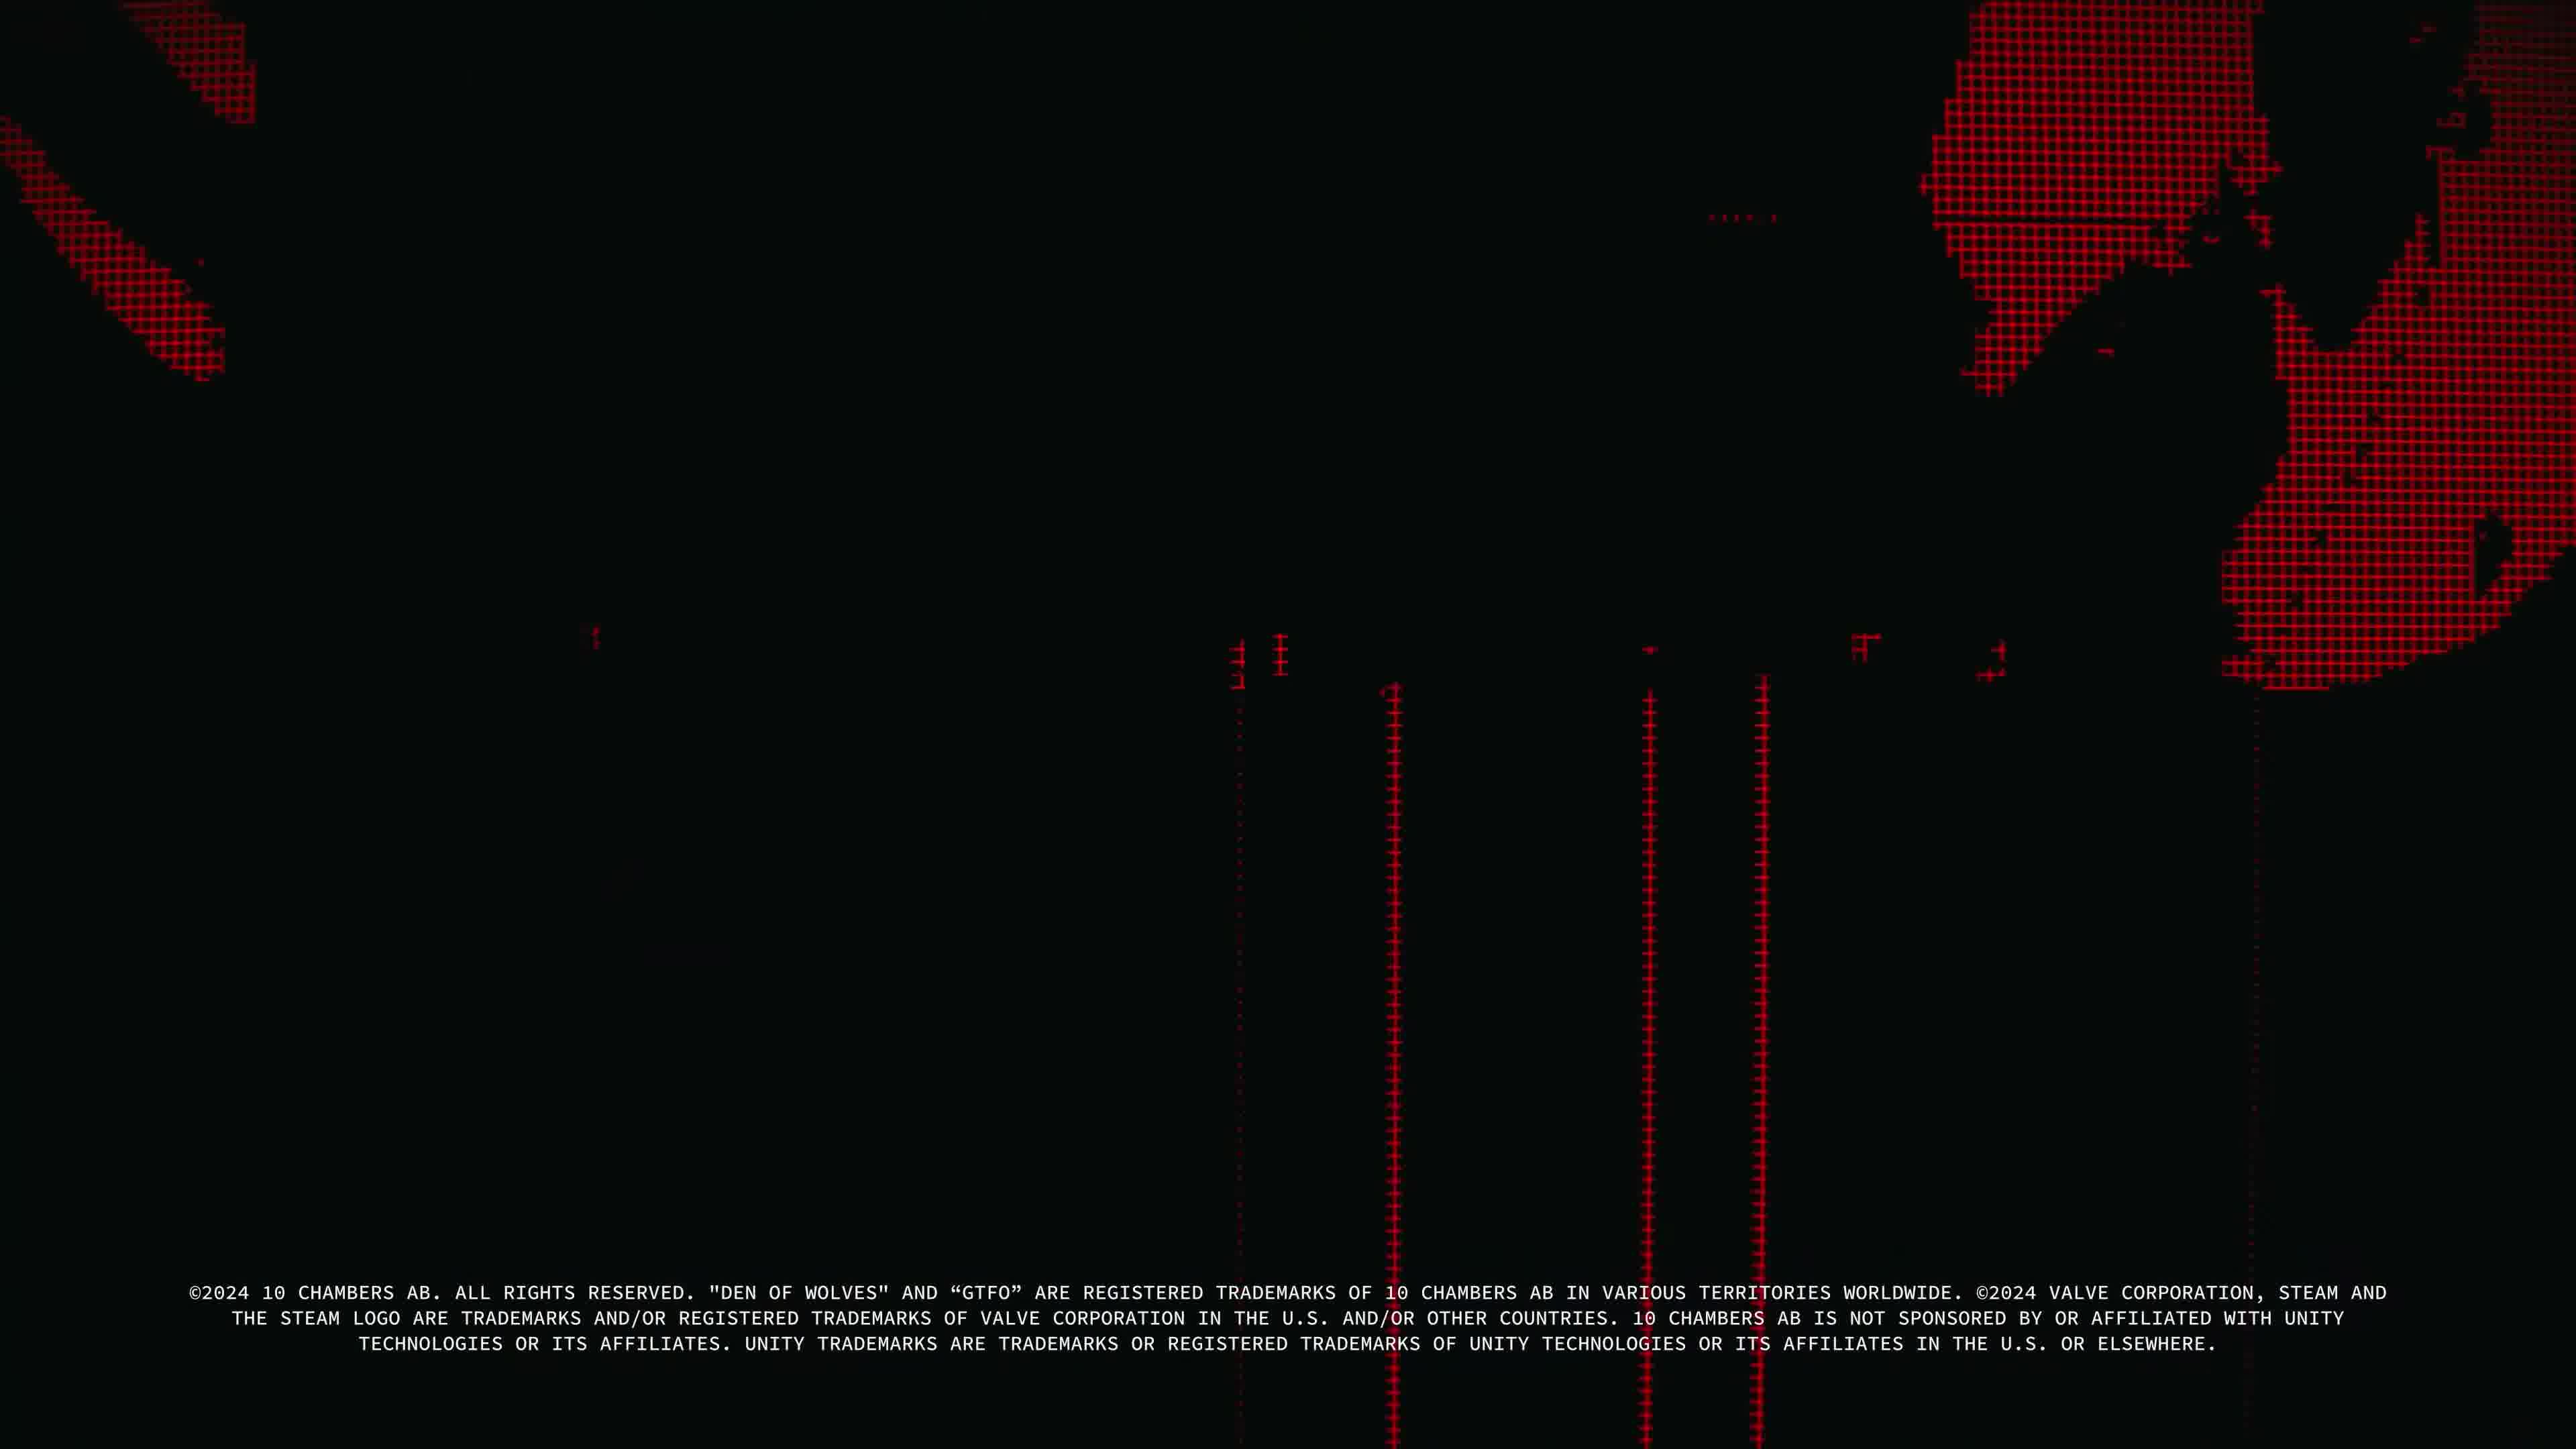 ©2024 10 CHAMBERS AB. ALL RIGHTS RESERVED. "DEN OF WOLVES" AND “GTFO” ARE REGISTERED TRADEMARKS OF 10 CHAMBERS AB IN VARIOUS TERRITORIES WORLDWIDE. ©2024 VALVE CORPORATION, STEAM AND
THE STEAM LOGO ARE TRADEMARKS AND/OR REGISTERED TRADEMARKS OF VALVE CORPORATION IN THE U.S. AND/OR OTHER COUNTRIES. 10 CHAMBERS AB IS NOT SPONSORED BY OR AFFILIATED WITH UNITY
TECHNOLOGIES OR ITS AFFILIATES. UNITY TRADEMARKS ARE TRADEMARKS OR REGISTERED TRADEMARKS OF UNITY TECHNOLOGIES OR ITS AFFILIATES IN THE U.S. OR ELSEWHERE.